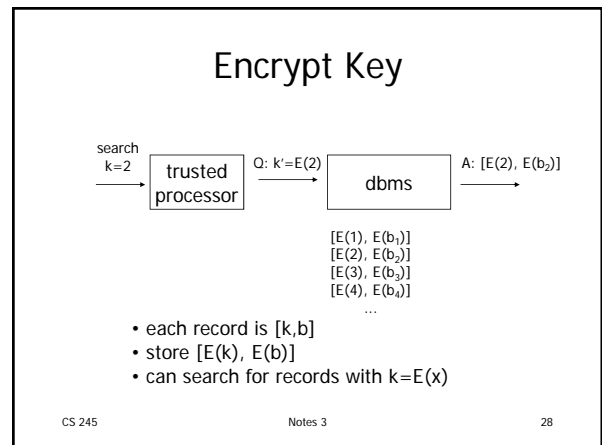 Encrypt Key
search
k=2
trusted
processor
Q: k'=E(2)
dbms
A: [E(2), E(b₂)]
[E(1), E(b₁)]
[E(2), E(b₂)]
[E(3), E(b₃)]
[E(4), E(b₄)]
...
• each record is [k,b]
• store [E(k), E(b)]
• can search for records with k=E(x)
CS 245 Notes 3 28